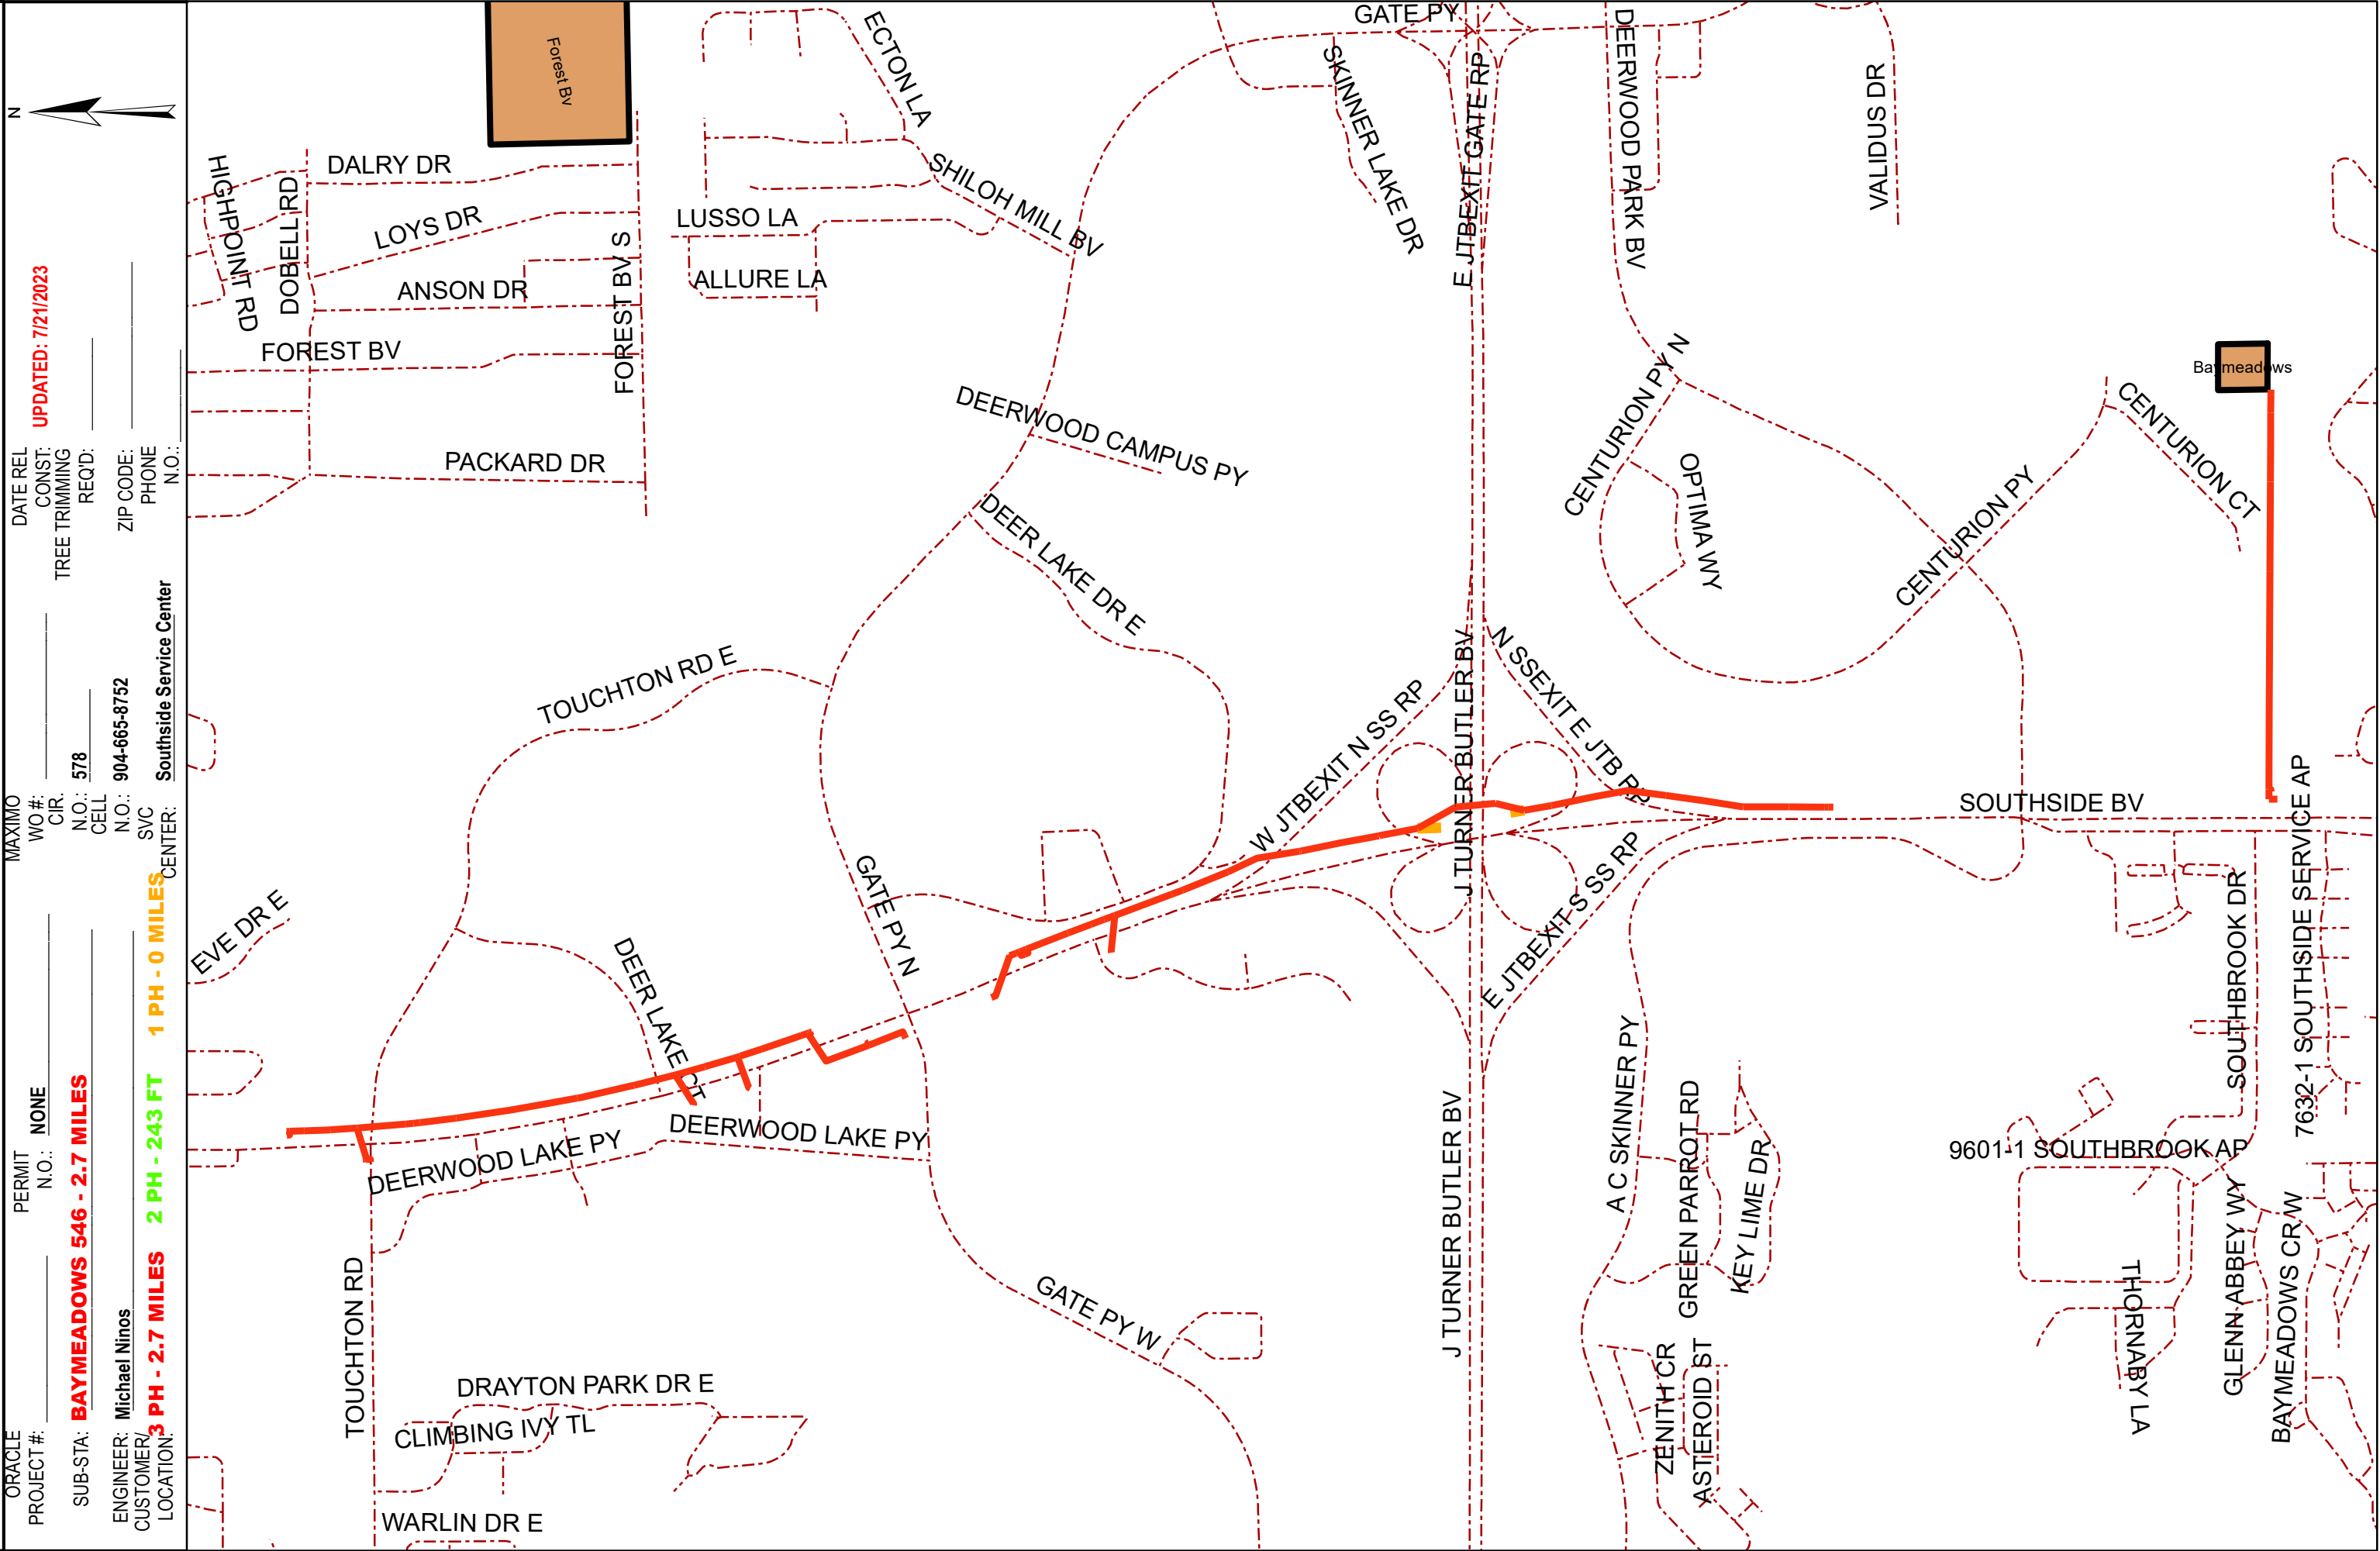 N
DATE REL
CONST: UPDATED: 7/21/2023
TREE TRIMMING
REQ'D:
ZIP CODE:
PHONE
N.O.:
MAXIMO
WO #:
CIR.
N.O.: 578
CELL
N.O.: 904-665-8752
SVC
CENTER: Southside Service Center
PERMIT
N.O.: NONE
ORACLE
PROJECT #:
SUB-STA: BAYMEADOWS 546 - 2.7 MILES
ENGINEER: Michael Ninos
CUSTOMER/
LOCATION:
3 PH - 2.7 MILES 2 PH - 243 FT 1 PH - 0 MILES
Forest Bv
ECTON LA
GATE PY
SKINNER LAKE DR
E JTBEXIT GATE RP
DEERWOOD PARK BV
VALIDUS DR
HIGHPOINT RD
DOBELL RD
DALRY DR
LOYS DR
ANSON DR
FOREST BV
FOREST BV S
PACKARD DR
SHILOH MILL BV
LUSSO LA
ALLURE LA
DEERWOOD CAMPUS PY
DEER LAKE DR E
CENTURION PY N
OPTIMA WY
CENTURION PY
CENTURION CT
Baymeadows
TOUCHTON RD E
W JTBEXIT N SS RP
J TURNER BUTLER BV
N SSEXIT E JTB RP
SOUTHSIDE BV
7632-1 SOUTHSIDE SERVICE AP
EVE DR E
DEER LAKE CT
GATE PY N
E JTBEXIT S SS RP
SOUTHBROOK DR
DEERWOOD LAKE PY
DEERWOOD LAKE PY
A C SKINNER PY
GREEN PARROT RD
KEY LIME DR
9601-1 SOUTHBROOK AP
TOUCHTON RD
GATE PY W
J TURNER BUTLER BV
THORNABY LA
GLENN ABBEY WY
BAYMEADOWS CR W
DRAYTON PARK DR E
CLIMBING IVY TL
ZENITH CR
ASTEROID ST
WARLIN DR E